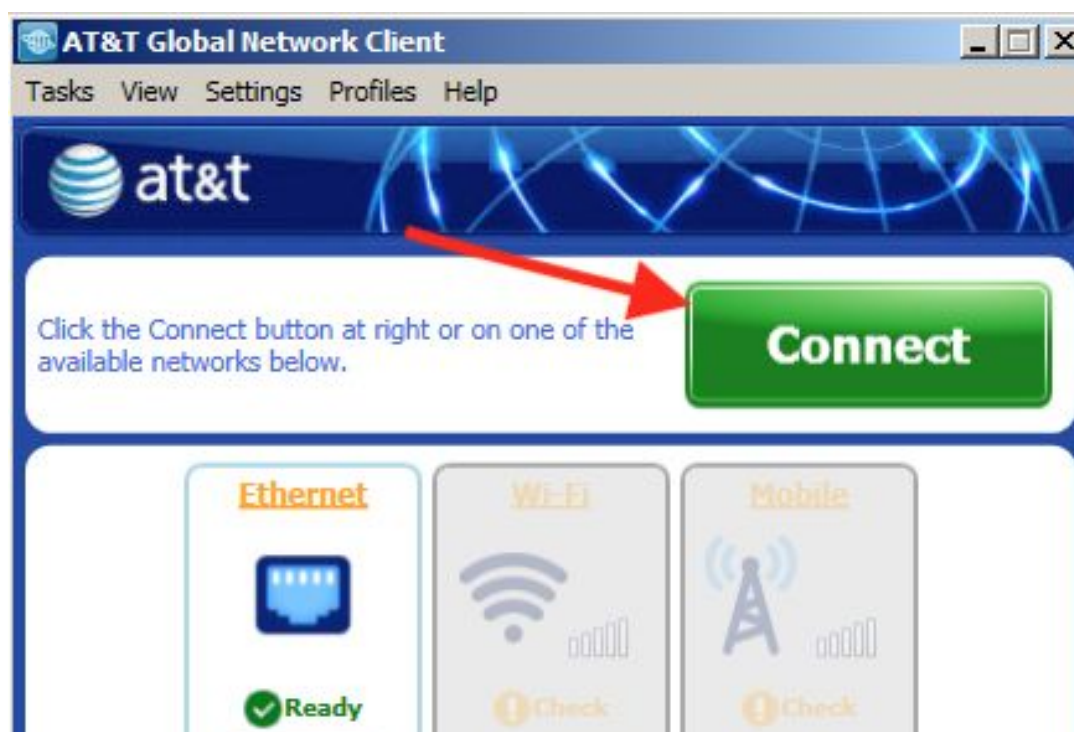 AT&T Global Network Client
Tasks View Settings Profiles Help
at&t
Click the Connect button at right or on one of the
available networks below.
Connect
Ethernet Wi-Fi Mobile
Ready Check Check